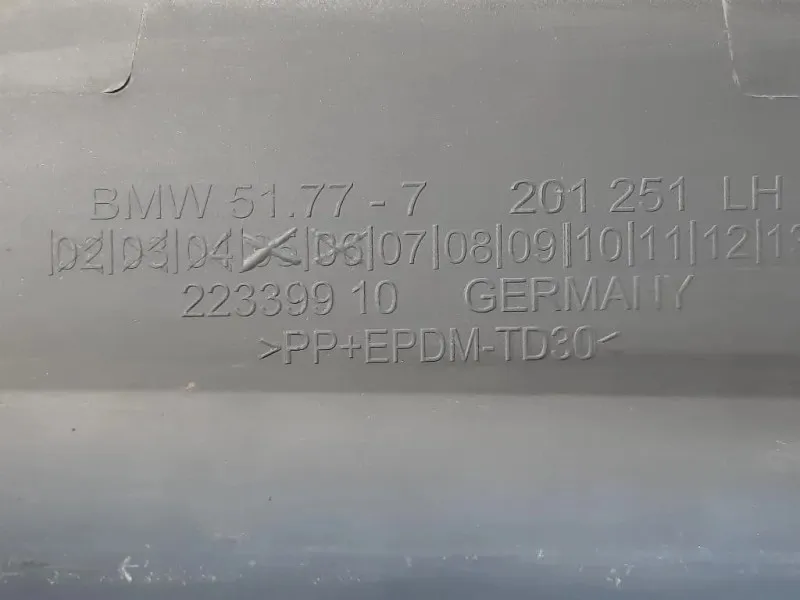 BMW 51.77 - 7 201 251 LH
|02|03|04|05|06|07|08|09|10|11|12|13
223399 10 GERMANY
>PP+EPDM-TD30<